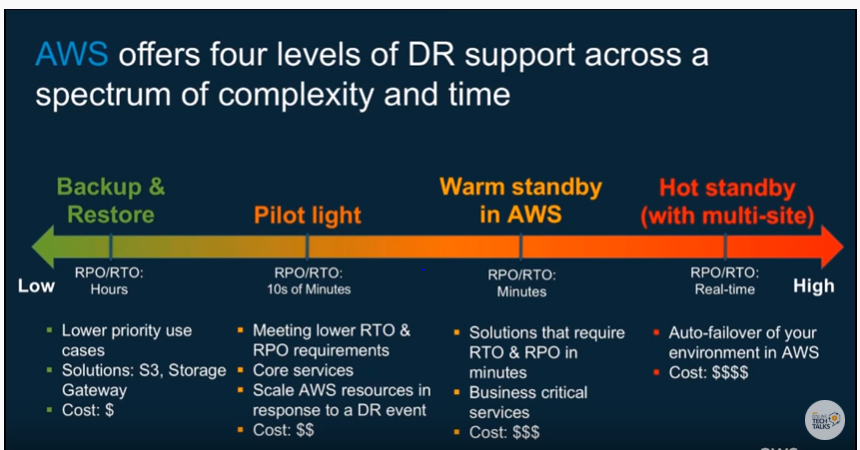 AWS offers four levels of DR support across a
spectrum of complexity and time
Backup &
Restore
Pilot light
Warm standby
in AWS
Hot standby
(with multi-site)
Low
RPO/RTO:
Hours
RPO/RTO:
10s of Minutes
RPO/RTO:
Minutes
RPO/RTO:
Real-time
High
▪ Lower priority use
cases
▪ Solutions: S3, Storage
Gateway
▪ Cost: $
▪ Meeting lower RTO &
RPO requirements
▪ Core services
▪ Scale AWS resources in
response to a DR event
▪ Cost: $$
▪ Solutions that require
RTO & RPO in
minutes
▪ Business critical
services
▪ Cost: $$$
▪ Auto-failover of your
environment in AWS
▪ Cost: $$$$
TECH
TALKS